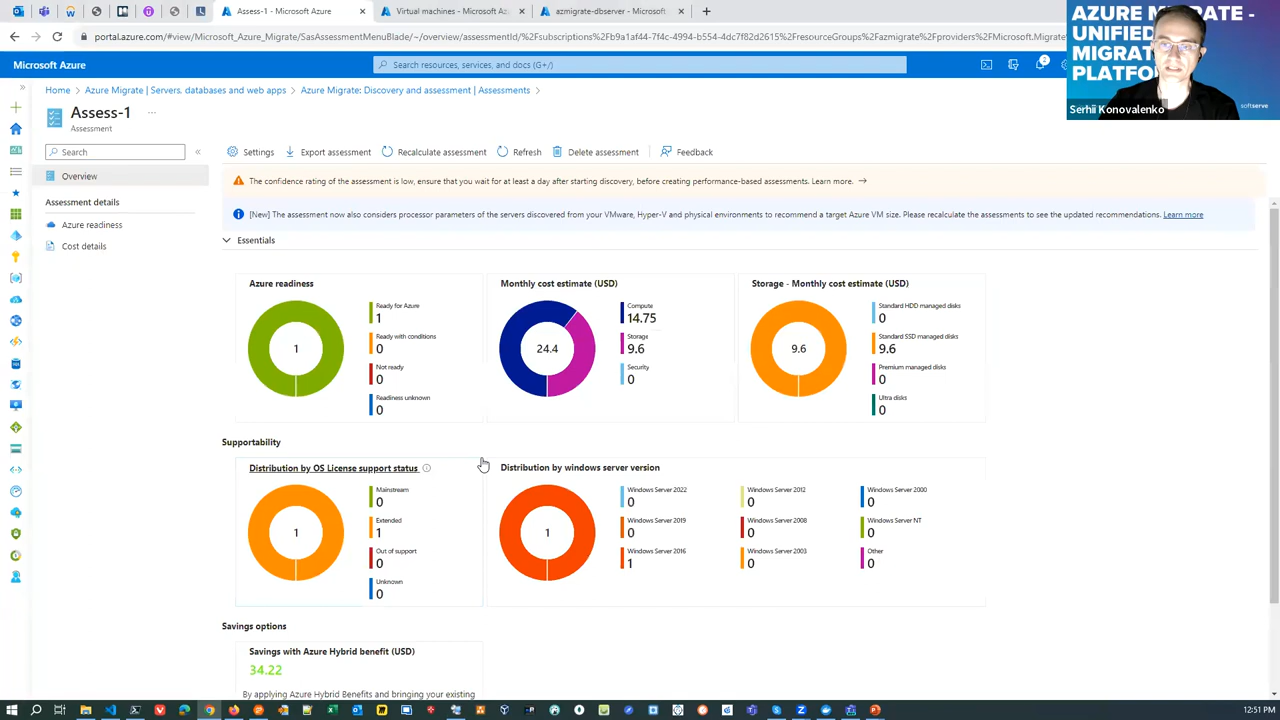 Assess-1 - Microsoft Azure
Virtual machines - Microsoft Az
azmigrate-dbserver - Microsoft
portal.azure.com/#view/Microsoft_Azure_Migrate/SasAssessmentMenuBlade/~/overview/assessmentId/%2Fsubscriptions%2Fb9a1af44-7f4c-4994-b554-4dc7f82d2615%2FresourceGroups%2Fazmigrate%2Fproviders%2FMicrosoft.Migrate
AZURE MIGRATE -
UNIFIED
MIGRATE
PLATFO
Serhii Konovalenko
softserve
Microsoft Azure
Search resources, services, and docs (G+/)
2
Home > Azure Migrate | Servers, databases and web apps > Azure Migrate: Discovery and assessment | Assessments >
Assess-1 ...
Assessment
Search
Overview
Assessment details
Azure readiness
Cost details
Settings
Export assessment
Recalculate assessment
Refresh
Delete assessment
Feedback
The confidence rating of the assessment is low, ensure that you wait for at least a day after starting discovery, before creating performance-based assessments. Learn more. →
[New] The assessment now also considers processor parameters of the servers discovered from your VMware, Hyper-V and physical environments to recommend a target Azure VM size. Please recalculate the assessments to see the updated recommendations. Learn more
Essentials
Azure readiness
1
Ready for Azure
1
Ready with conditions
0
Not ready
0
Readiness unknown
0
Monthly cost estimate (USD)
24.4
Compute
14.75
Storage
9.6
Security
0
Storage - Monthly cost estimate (USD)
9.6
Standard HDD managed disks
0
Standard SSD managed disks
9.6
Premium managed disks
0
Ultra disks
0
Supportability
Distribution by OS License support status
1
Mainstream
0
Extended
1
Out of support
0
Unknown
0
Distribution by windows server version
1
Windows Server 2022
0
Windows Server 2019
0
Windows Server 2016
1
Windows Server 2012
0
Windows Server 2008
0
Windows Server 2003
0
Windows Server 2000
0
Windows Server NT
0
Other
0
Savings options
Savings with Azure Hybrid benefit (USD)
34.22
By applying Azure Hybrid Benefits and bringing your existing
12:51 PM